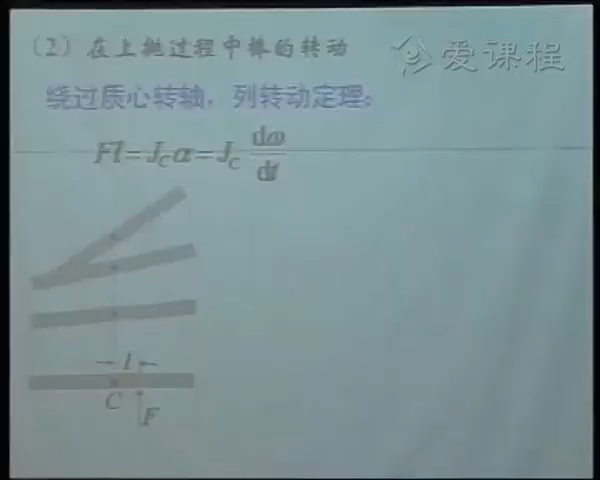 (2) 在上抛过程中棒的转动
爱课程
绕过质心转轴，列转动定理：
Fl=J_Cα=J_C dω/dt
l
C
F